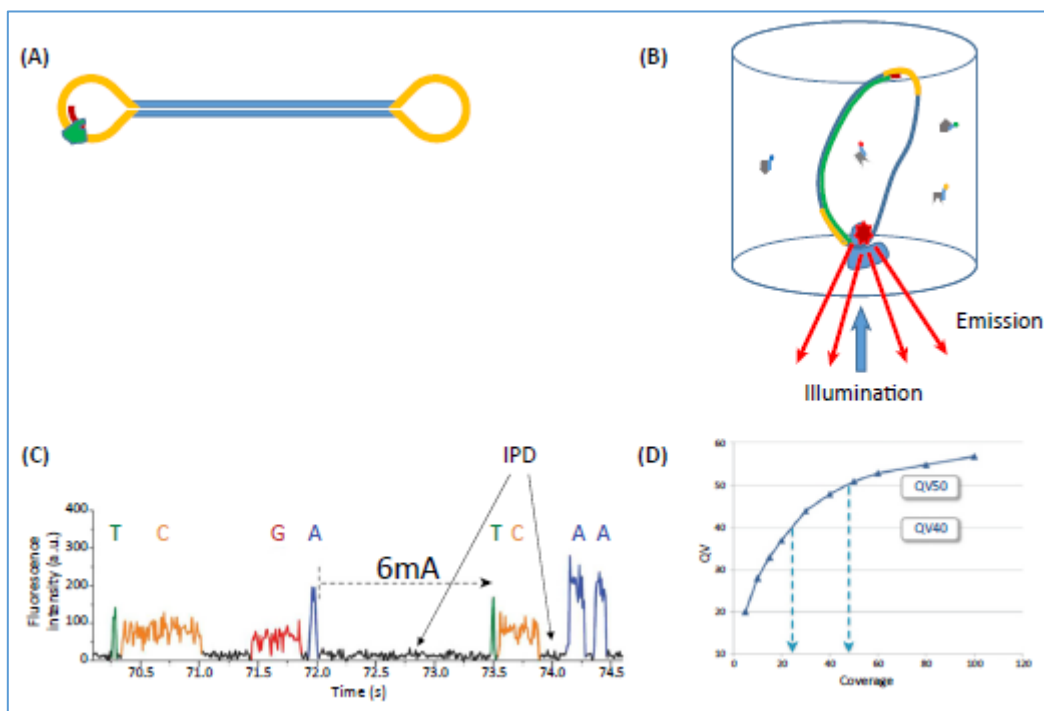 (A)
(B)
Emission
Illumination
(C)
IPD
Fluorescence
intensity (a.u.)
400
300
200
100
0
T C G A T C A A
6mA
70.5 71.0 71.5 72.0 72.5 73.0 73.5 74.0 74.5
Time (s)
(D)
QV
60
50
40
30
20
10
QV50
QV40
0 20 40 60 80 100 120
Coverage